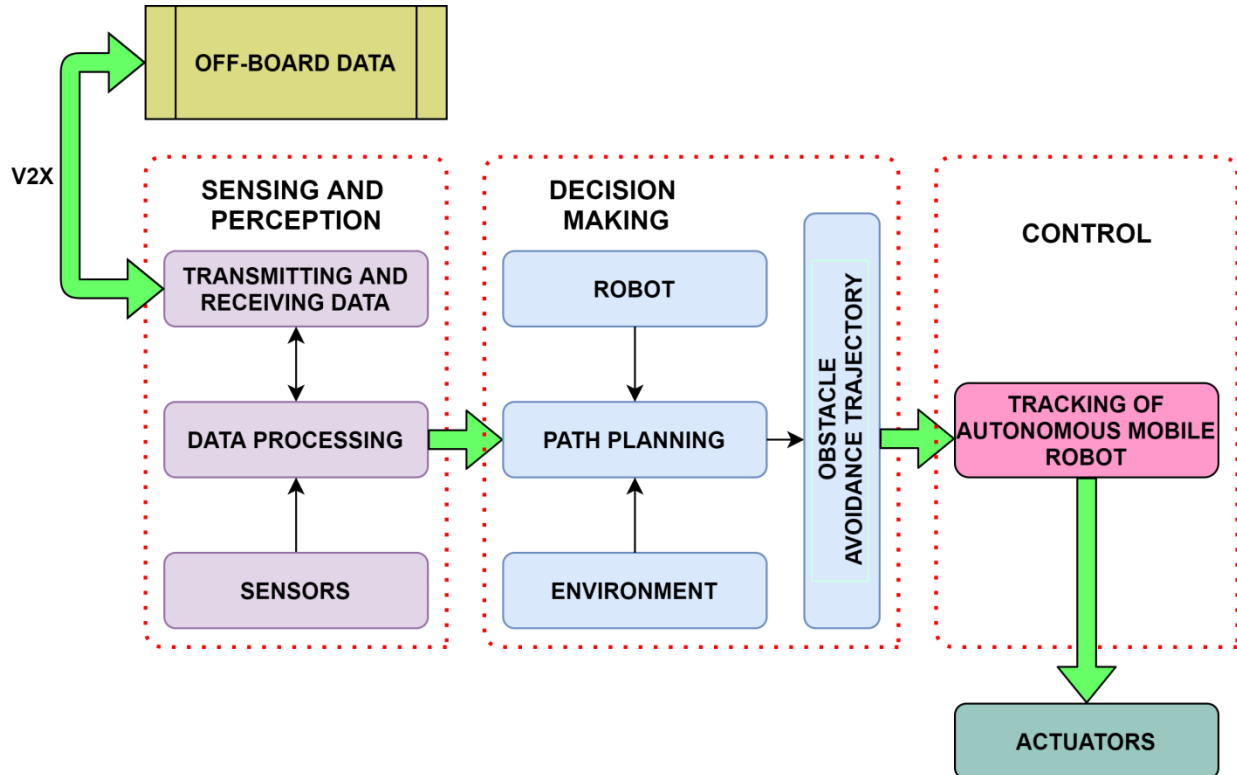 OFF-BOARD DATA
V2X
SENSING AND
PERCEPTION
TRANSMITTING AND
RECEIVING DATA
DATA PROCESSING
SENSORS
DECISION
MAKING
ROBOT
PATH PLANNING
ENVIRONMENT
OBSTACLE
AVOIDANCE TRAJECTORY
CONTROL
TRACKING OF
AUTONOMOUS MOBILE
ROBOT
ACTUATORS